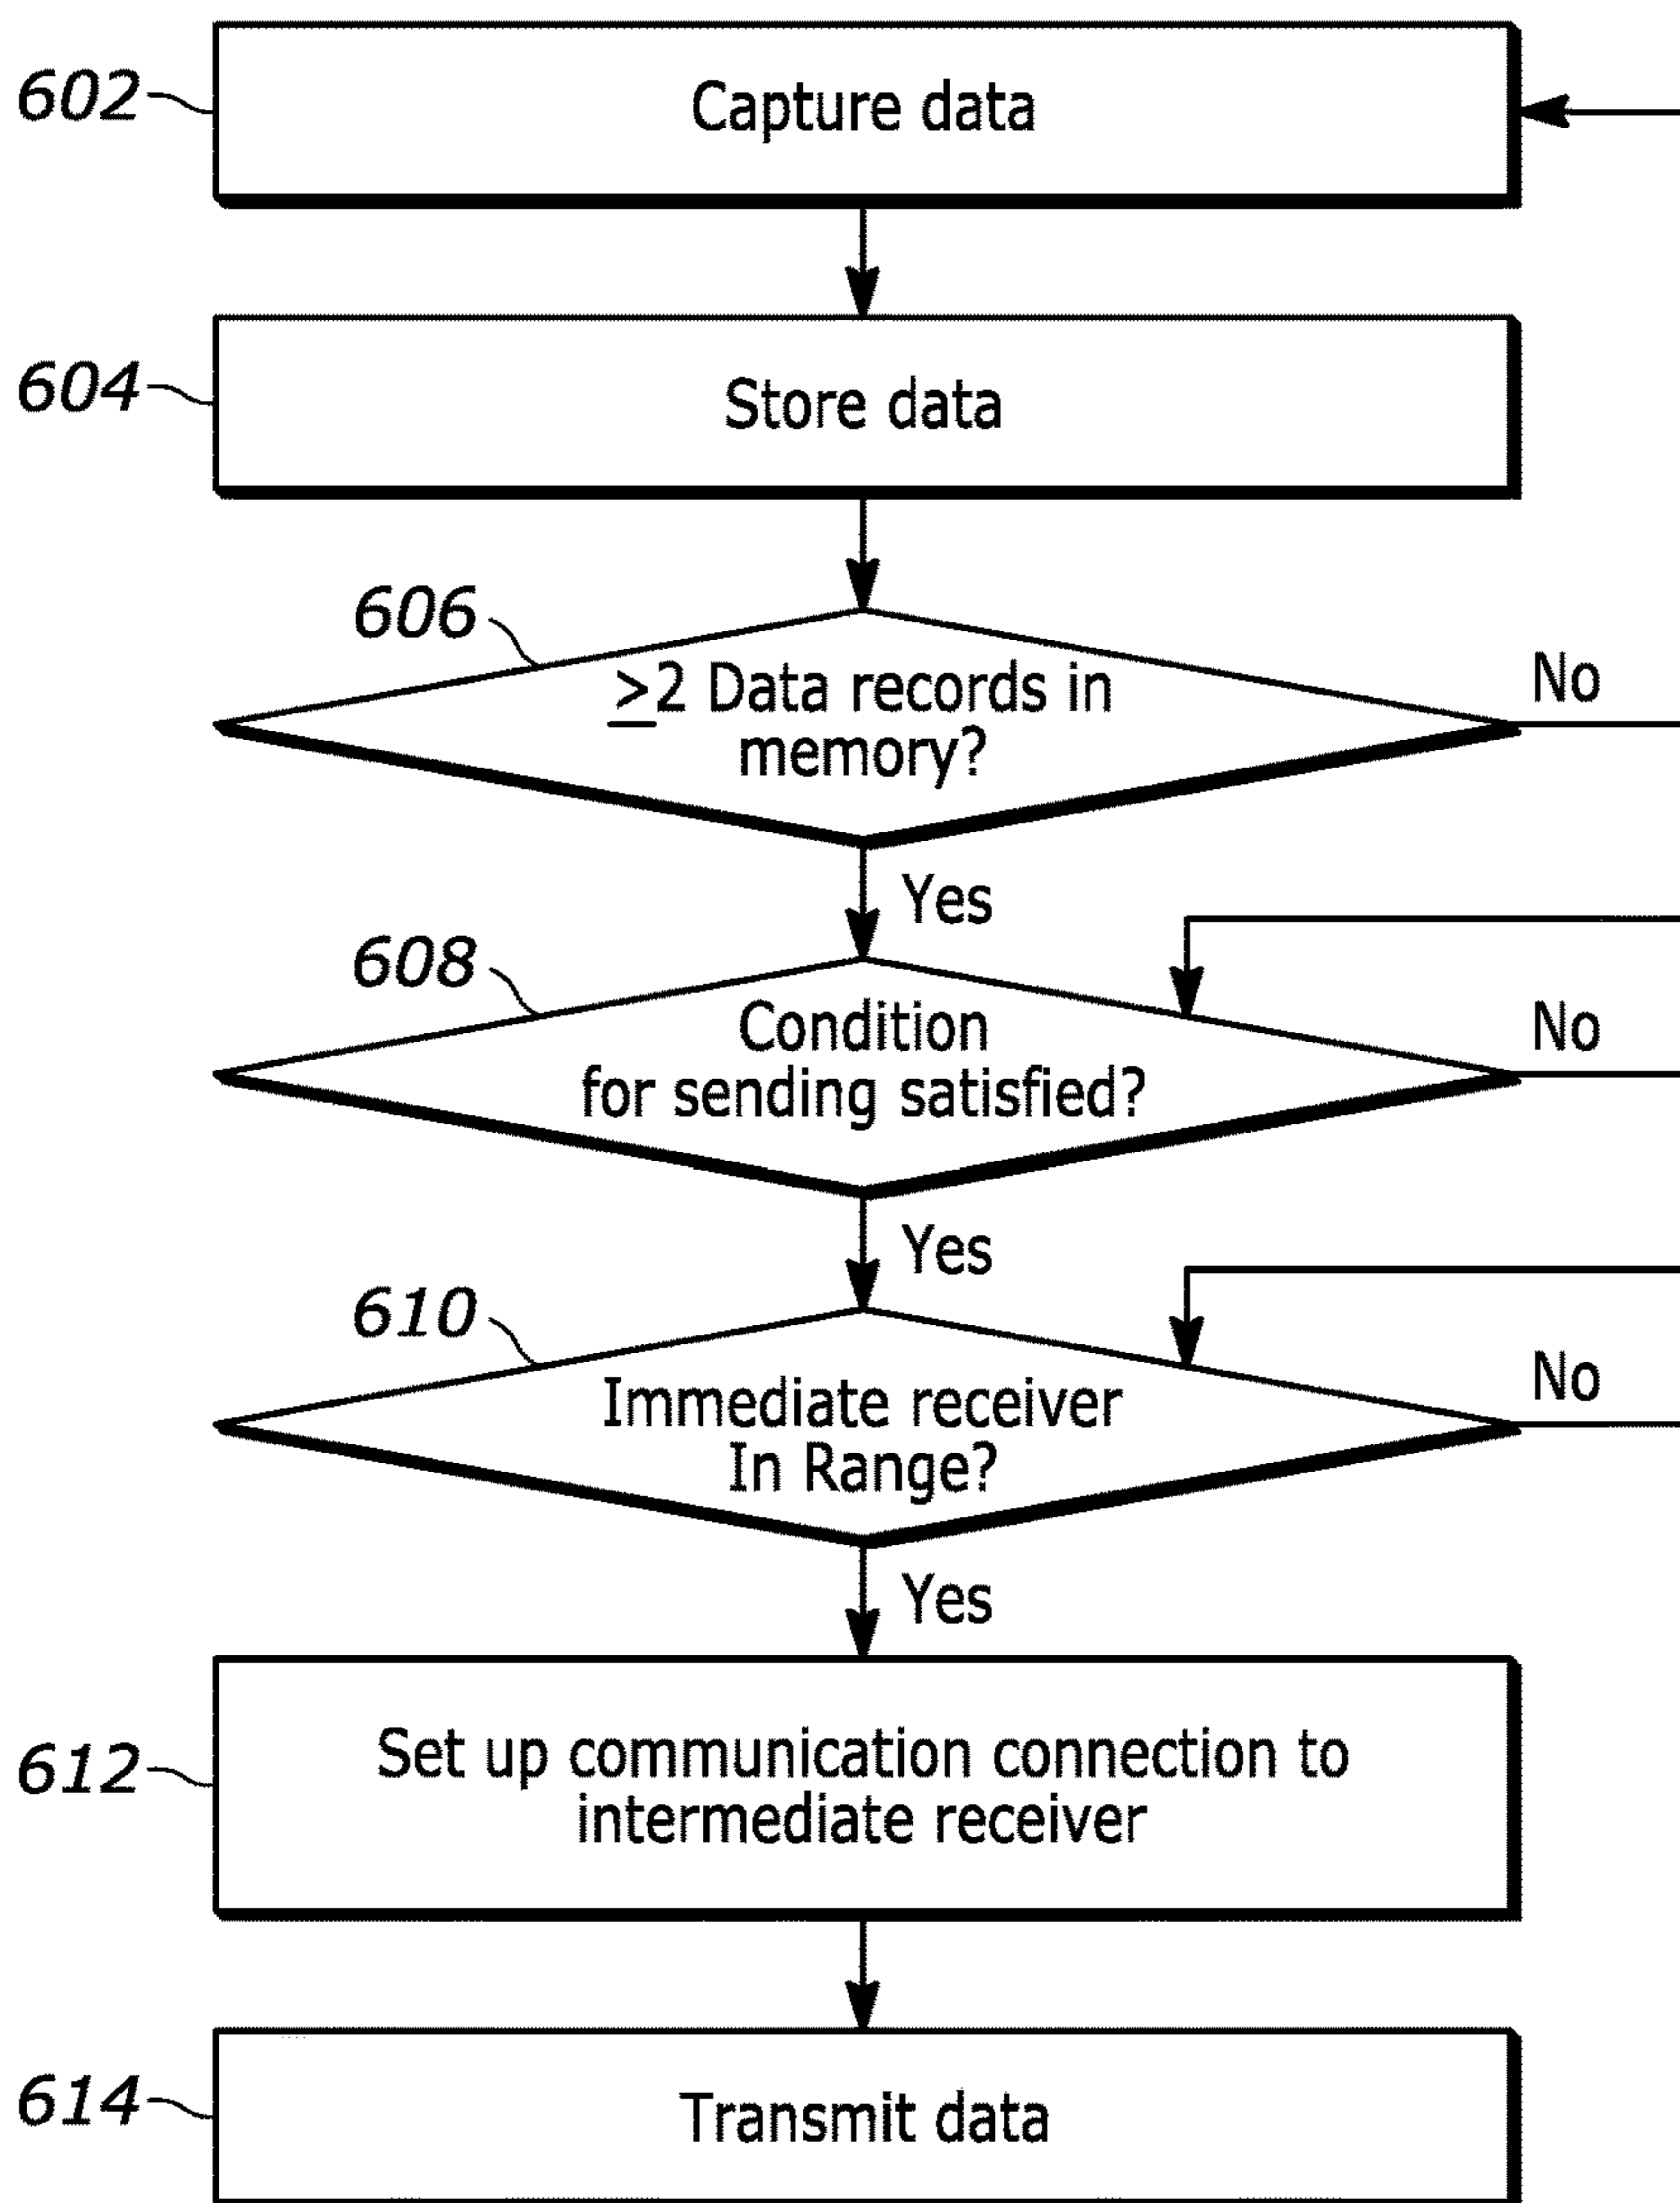 602
Capture data
604
Store data
606
≥2 Data records in
memory?
No
Yes
608
Condition
for sending satisfied?
No
Yes
610
Immediate receiver
In Range?
No
Yes
612
Set up communication connection to
intermediate receiver
614
Transmit data